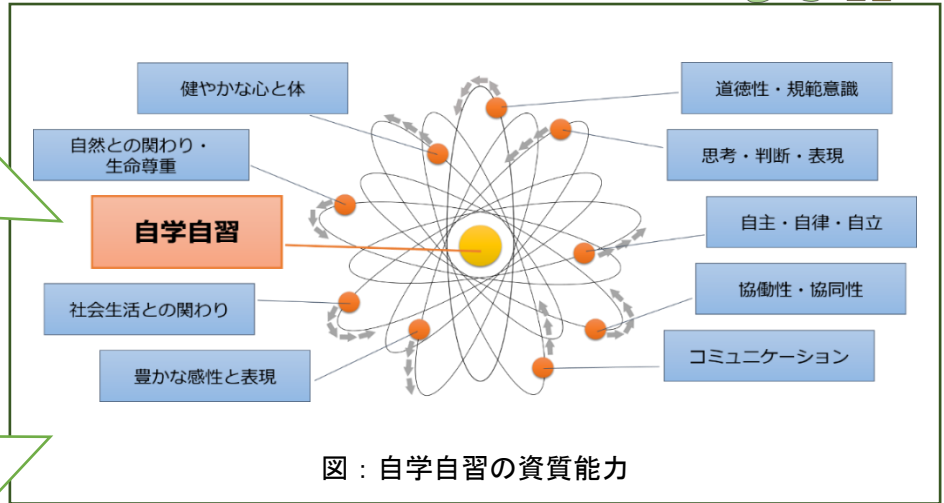 健やかな心と体
自然との関わり・
生命尊重
自学自習
社会生活との関わり
豊かな感性と表現
道徳性・規範意識
思考・判断・表現
自主・自律・自立
協働性・協同性
コミュニケーション
図：自学自習の資質能力